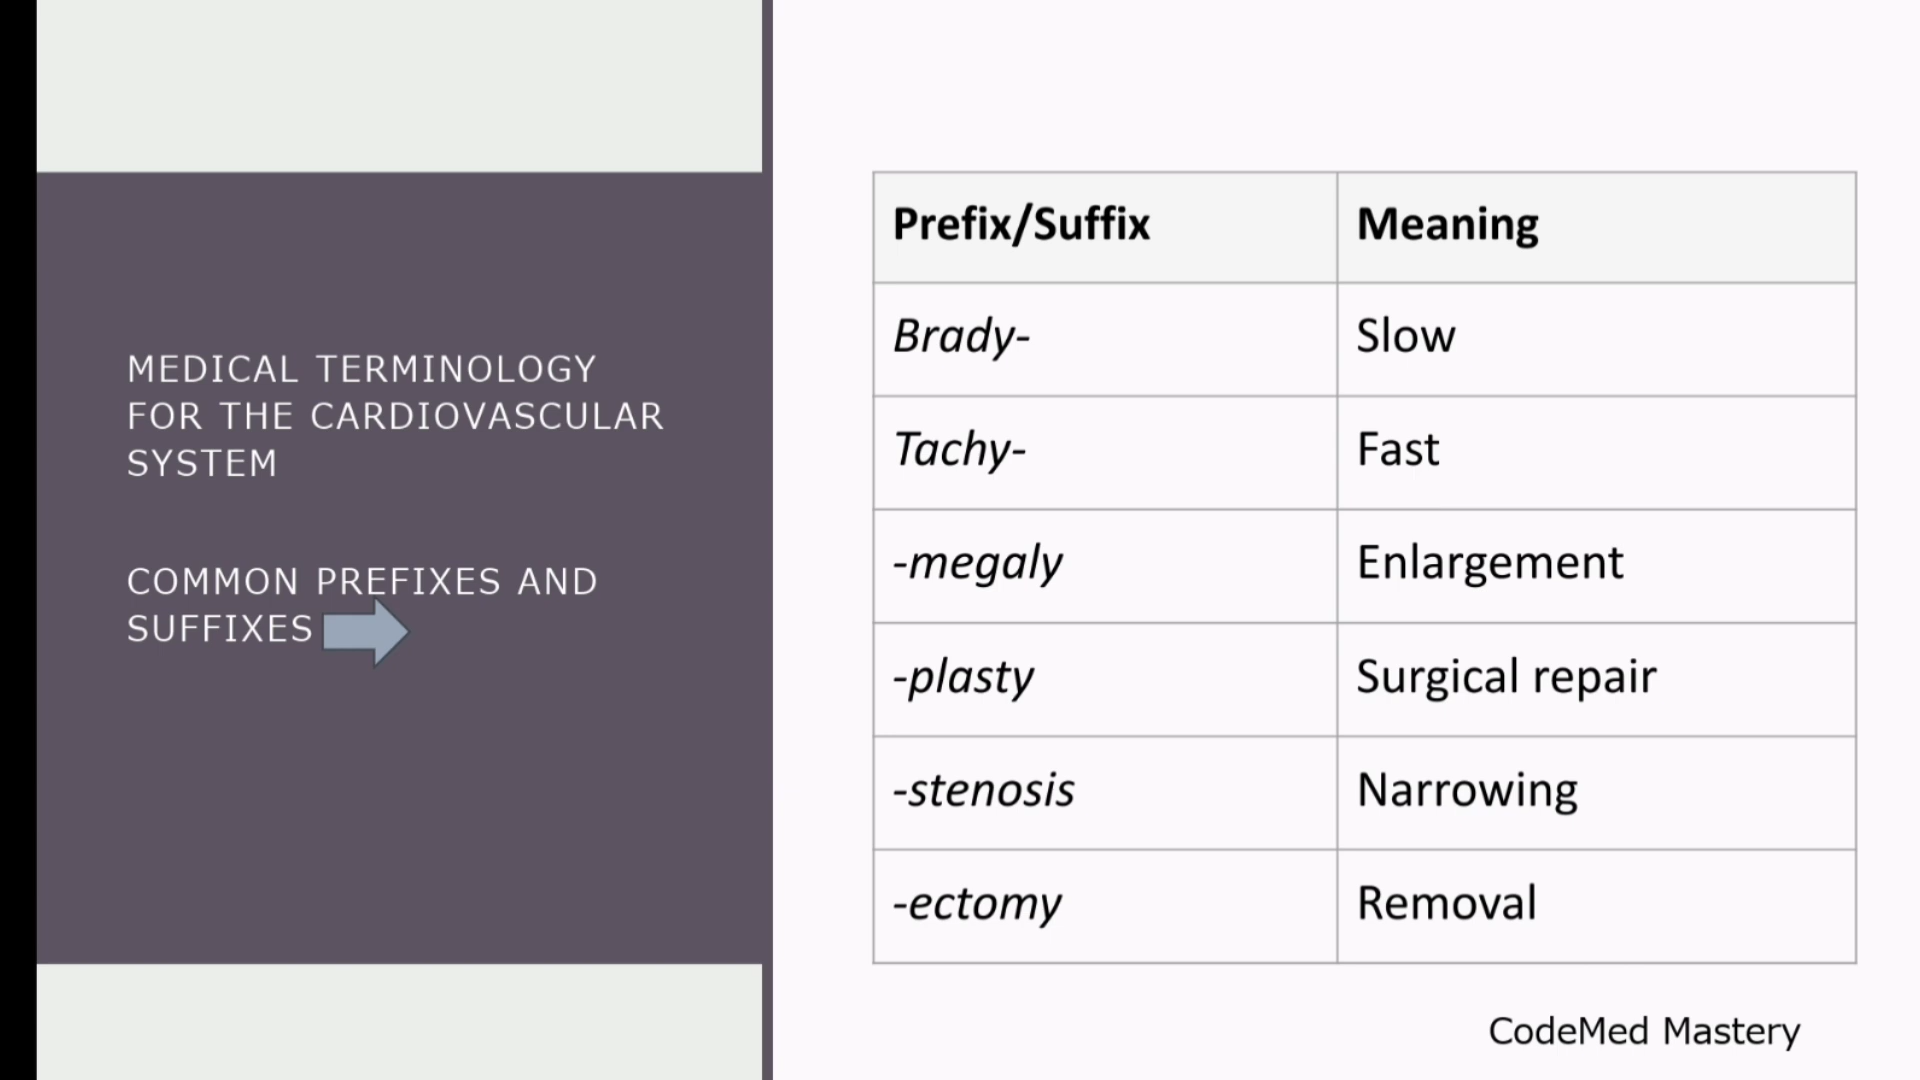 MEDICAL TERMINOLOGY
FOR THE CARDIOVASCULAR
SYSTEM
COMMON PREFIXES AND
SUFFIXES
Prefix/Suffix Meaning
Brady- Slow
Tachy- Fast
-megaly Enlargement
-plasty Surgical repair
-stenosis Narrowing
-ectomy Removal
CodeMed Mastery